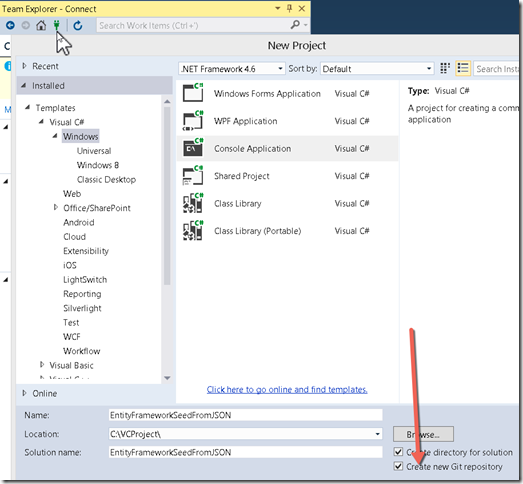 Team Explorer - Connect
Search Work Items (Ctrl+')
New Project
Recent
.NET Framework 4.6 Sort by: Default Search Insta
Installed
Templates
Visual C#
Windows
Universal
Windows 8
Classic Desktop
Web
Office/SharePoint
Android
Cloud
Extensibility
iOS
LightSwitch
Reporting
Silverlight
Test
WCF
Workflow
Visual Basic
Online
Windows Forms Application Visual C#
WPF Application Visual C#
Console Application Visual C#
Shared Project Visual C#
Class Library Visual C#
Class Library (Portable) Visual C#
Click here to go online and find templates.
Type: Visual C#
A project for creating a comm
application
Name: EntityFrameworkSeedFromJSON
Location: C:\VCProject\ Browse...
Solution name: EntityFrameworkSeedFromJSON
Create directory for solution
Create new Git repository